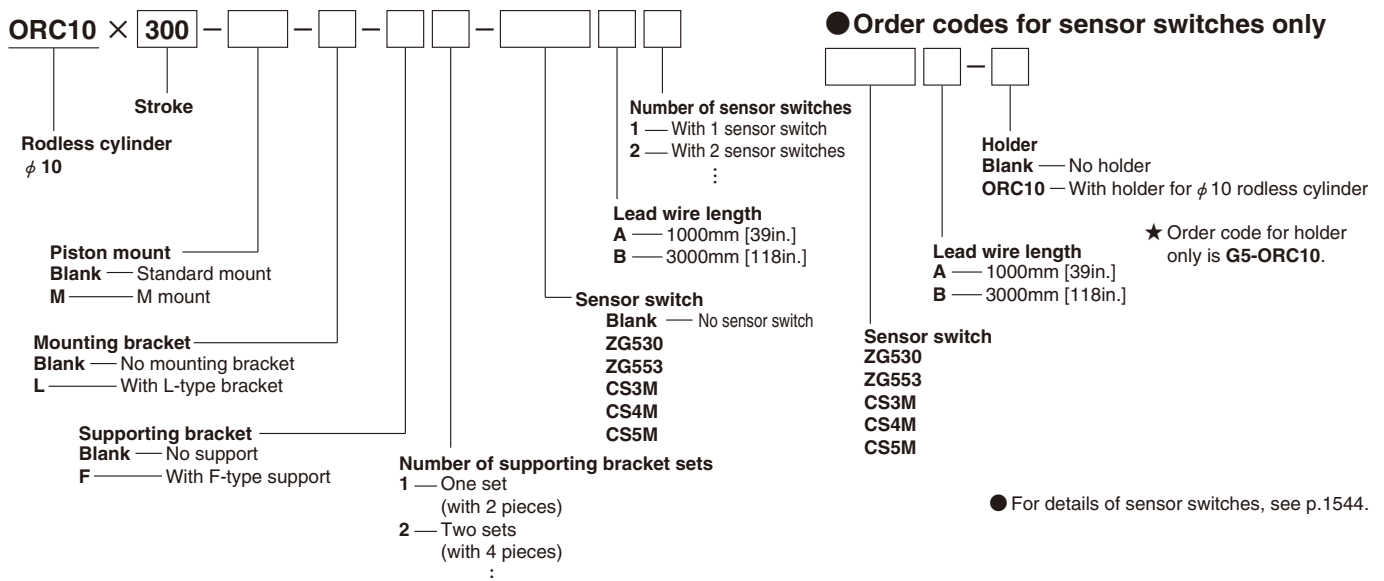 ORC10 × 300 – – – –
Stroke
Rodless cylinder
φ 10
Piston mount
Blank — Standard mount
M — M mount
Mounting bracket
Blank — No mounting bracket
L — With L-type bracket
Supporting bracket
Blank — No support
F — With F-type support
Number of supporting bracket sets
1 — One set
(with 2 pieces)
2 — Two sets
(with 4 pieces)
⋮
Sensor switch
Blank — No sensor switch
ZG530
ZG553
CS3M
CS4M
CS5M
Lead wire length
A — 1000mm [39in.]
B — 3000mm [118in.]
Number of sensor switches
1 — With 1 sensor switch
2 — With 2 sensor switches
⋮
●Order codes for sensor switches only
–
Sensor switch
ZG530
ZG553
CS3M
CS4M
CS5M
Lead wire length
A — 1000mm [39in.]
B — 3000mm [118in.]
Holder
Blank — No holder
ORC10 — With holder for φ 10 rodless cylinder
★ Order code for holder
only is G5-ORC10.
● For details of sensor switches, see p.1544.